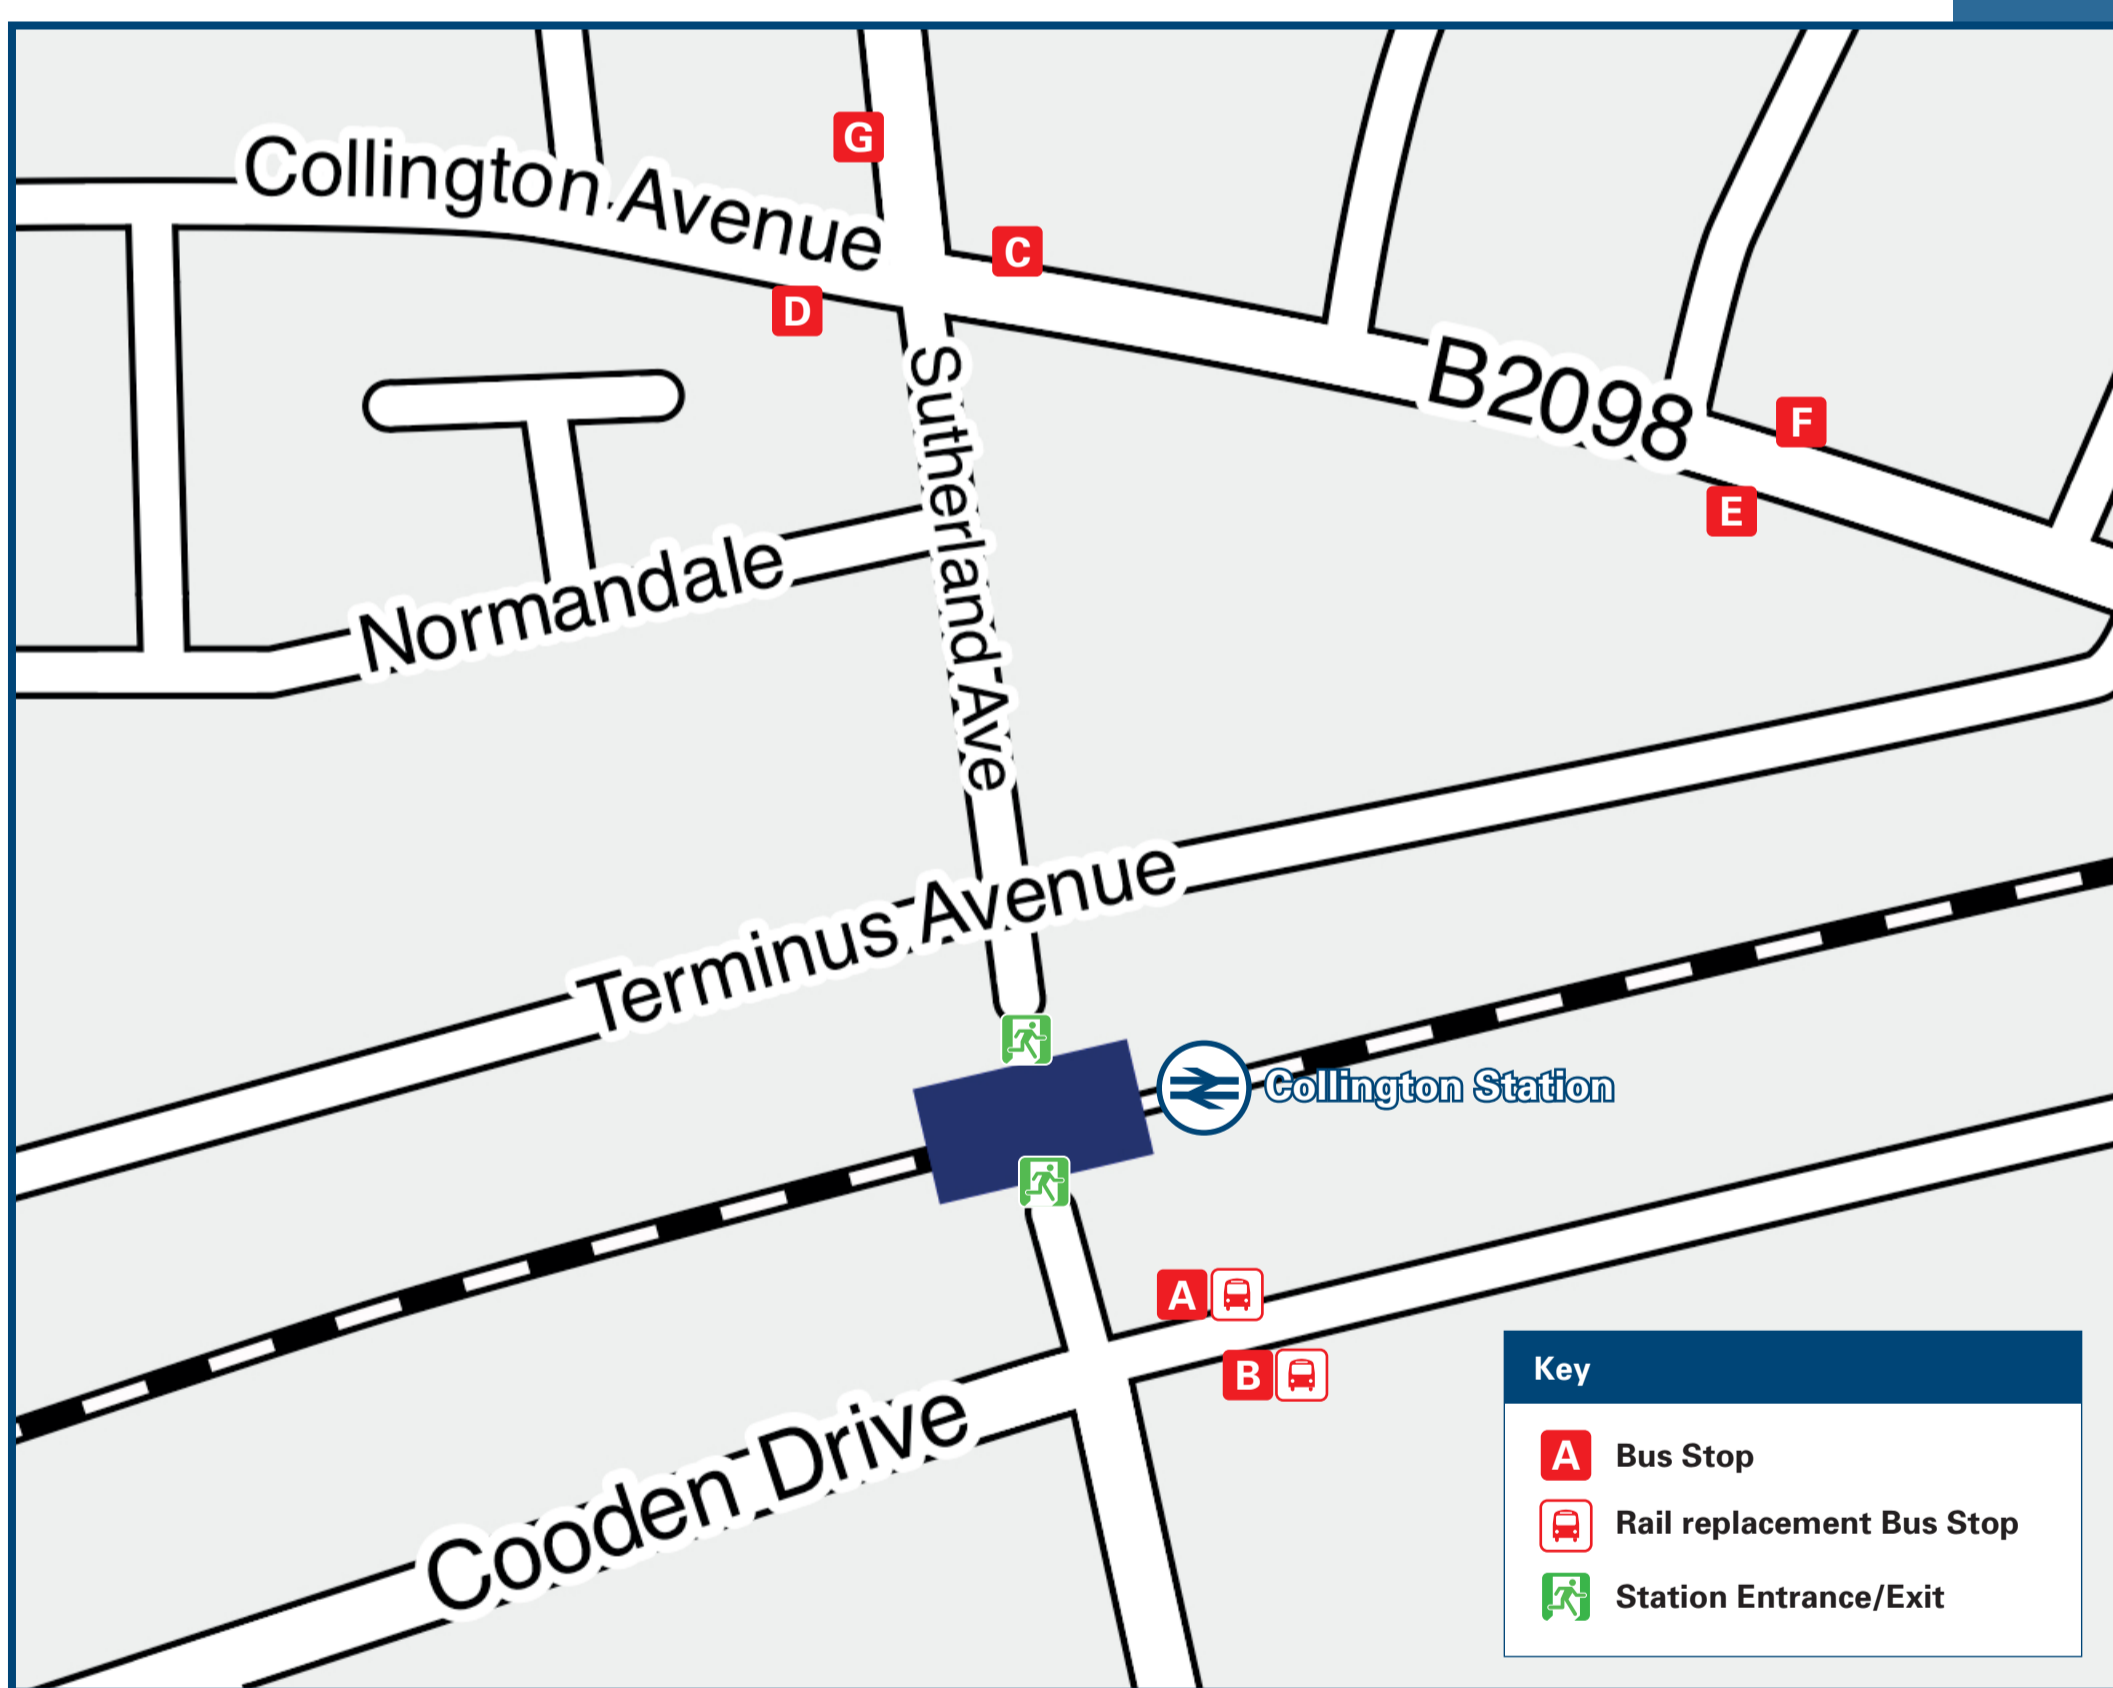 G
Collington Avenue
C
D
B2098
F
E
Sutherland Ave
Normandale
Terminus Avenue
Collington Station
A
B
Cooden Drive
Key
A Bus Stop
Rail replacement Bus Stop
Station Entrance/Exit